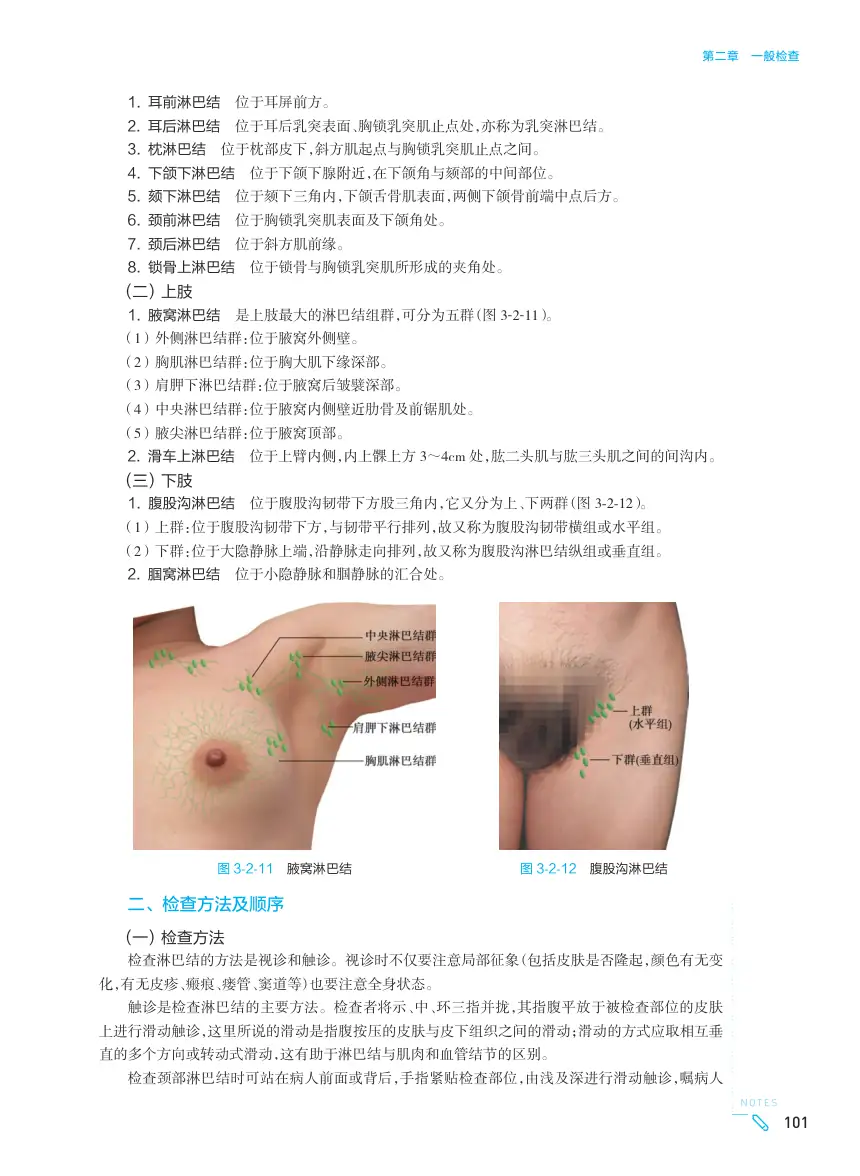 第二章 一般检查
1. 耳前淋巴结 位于耳屏前方。
2. 耳后淋巴结 位于耳后乳突表面、胸锁乳突肌止点处,亦称为乳突淋巴结。
3. 枕淋巴结 位于枕部皮下,斜方肌起点与胸锁乳突肌止点之间。
4. 下颌下淋巴结 位于下颌下腺附近,在下颌角与颏部的中间部位。
5. 颏下淋巴结 位于颏下三角内,下颌舌骨肌表面,两侧下颌骨前端中点后方。
6. 颈前淋巴结 位于胸锁乳突肌表面及下颌角处。
7. 颈后淋巴结 位于斜方肌前缘。
8. 锁骨上淋巴结 位于锁骨与胸锁乳突肌所形成的夹角处。
(二)上肢
1. 腋窝淋巴结 是上肢最大的淋巴结组群,可分为五群(图 3-2-11)。
(1)外侧淋巴结群:位于腋窝外侧壁。
(2)胸肌淋巴结群:位于胸大肌下缘深部。
(3)肩胛下淋巴结群:位于腋窝后皱襞深部。
(4)中央淋巴结群:位于腋窝内侧壁近肋骨及前锯肌处。
(5)腋尖淋巴结群:位于腋窝顶部。
2. 滑车上淋巴结 位于上臂内侧,内上髁上方 3~4cm 处,肱二头肌与肱三头肌之间的间沟内。
(三)下肢
1. 腹股沟淋巴结 位于腹股沟韧带下方股三角内,它又分为上、下两群(图 3-2-12)。
(1)上群:位于腹股沟韧带下方,与韧带平行排列,故又称为腹股沟韧带横组或水平组。
(2)下群:位于大隐静脉上端,沿静脉走向排列,故又称为腹股沟淋巴结纵组或垂直组。
2. 腘窝淋巴结 位于小隐静脉和腘静脉的汇合处。
中央淋巴结群
腋尖淋巴结群
外侧淋巴结群
肩胛下淋巴结群
胸肌淋巴结群
上群
(水平组)
下群(垂直组)
图 3-2-11 腋窝淋巴结
图 3-2-12 腹股沟淋巴结
二、检查方法及顺序
(一)检查方法
检查淋巴结的方法是视诊和触诊。视诊时不仅要注意局部征象(包括皮肤是否隆起,颜色有无变
化,有无皮疹、瘢痕、瘘管、窦道等)也要注意全身状态。
触诊是检查淋巴结的主要方法。检查者将示、中、环三指并拢,其指腹平放于被检查部位的皮肤
上进行滑动触诊,这里所说的滑动是指腹按压的皮肤与皮下组织之间的滑动;滑动的方式应取相互垂
直的多个方向或转动式滑动,这有助于淋巴结与肌肉和血管结节的区别。
检查颈部淋巴结时可站在病人前面或背后,手指紧贴检查部位,由浅及深进行滑动触诊,嘱病人
NOTES
101